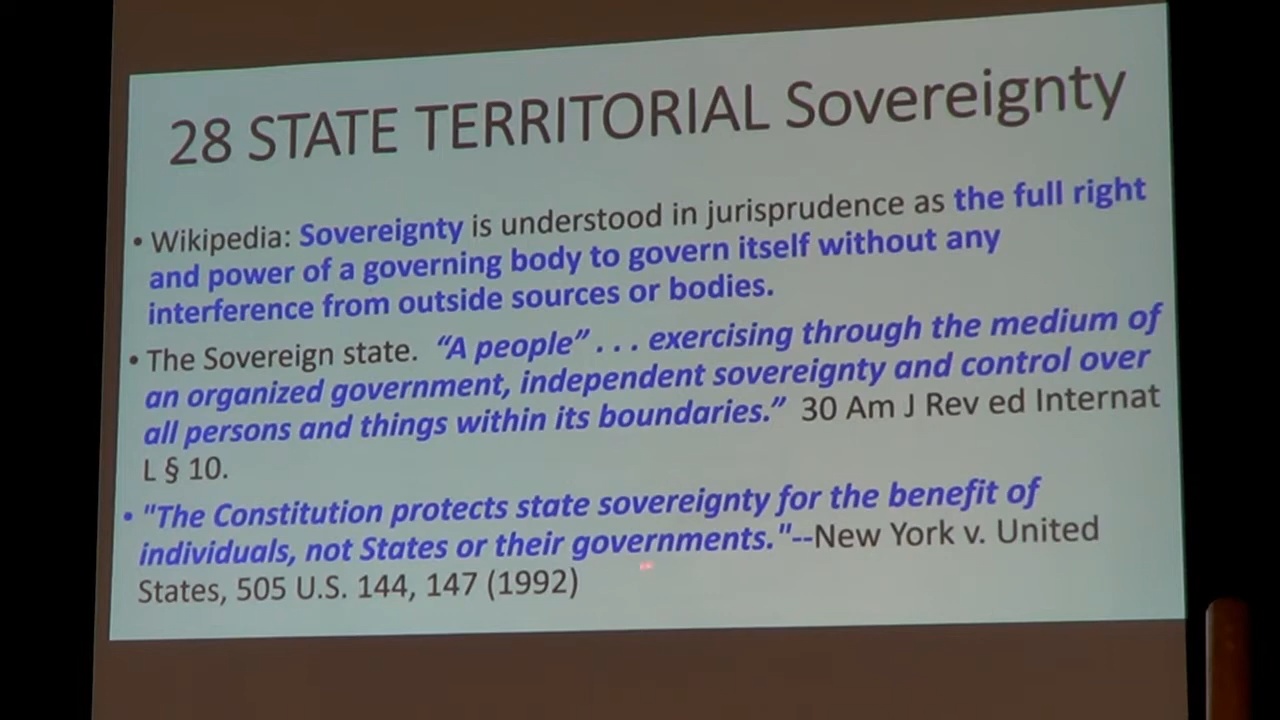 28 STATE TERRITORIAL Sovereignty
• Wikipedia: Sovereignty is understood in jurisprudence as the full right
and power of a governing body to govern itself without any
interference from outside sources or bodies.
• The Sovereign state. “A people” . . . exercising through the medium of
an organized government, independent sovereignty and control over
all persons and things within its boundaries.” 30 Am J Rev ed Internat
L § 10.
• "The Constitution protects state sovereignty for the benefit of
individuals, not States or their governments."--New York v. United
States, 505 U.S. 144, 147 (1992)